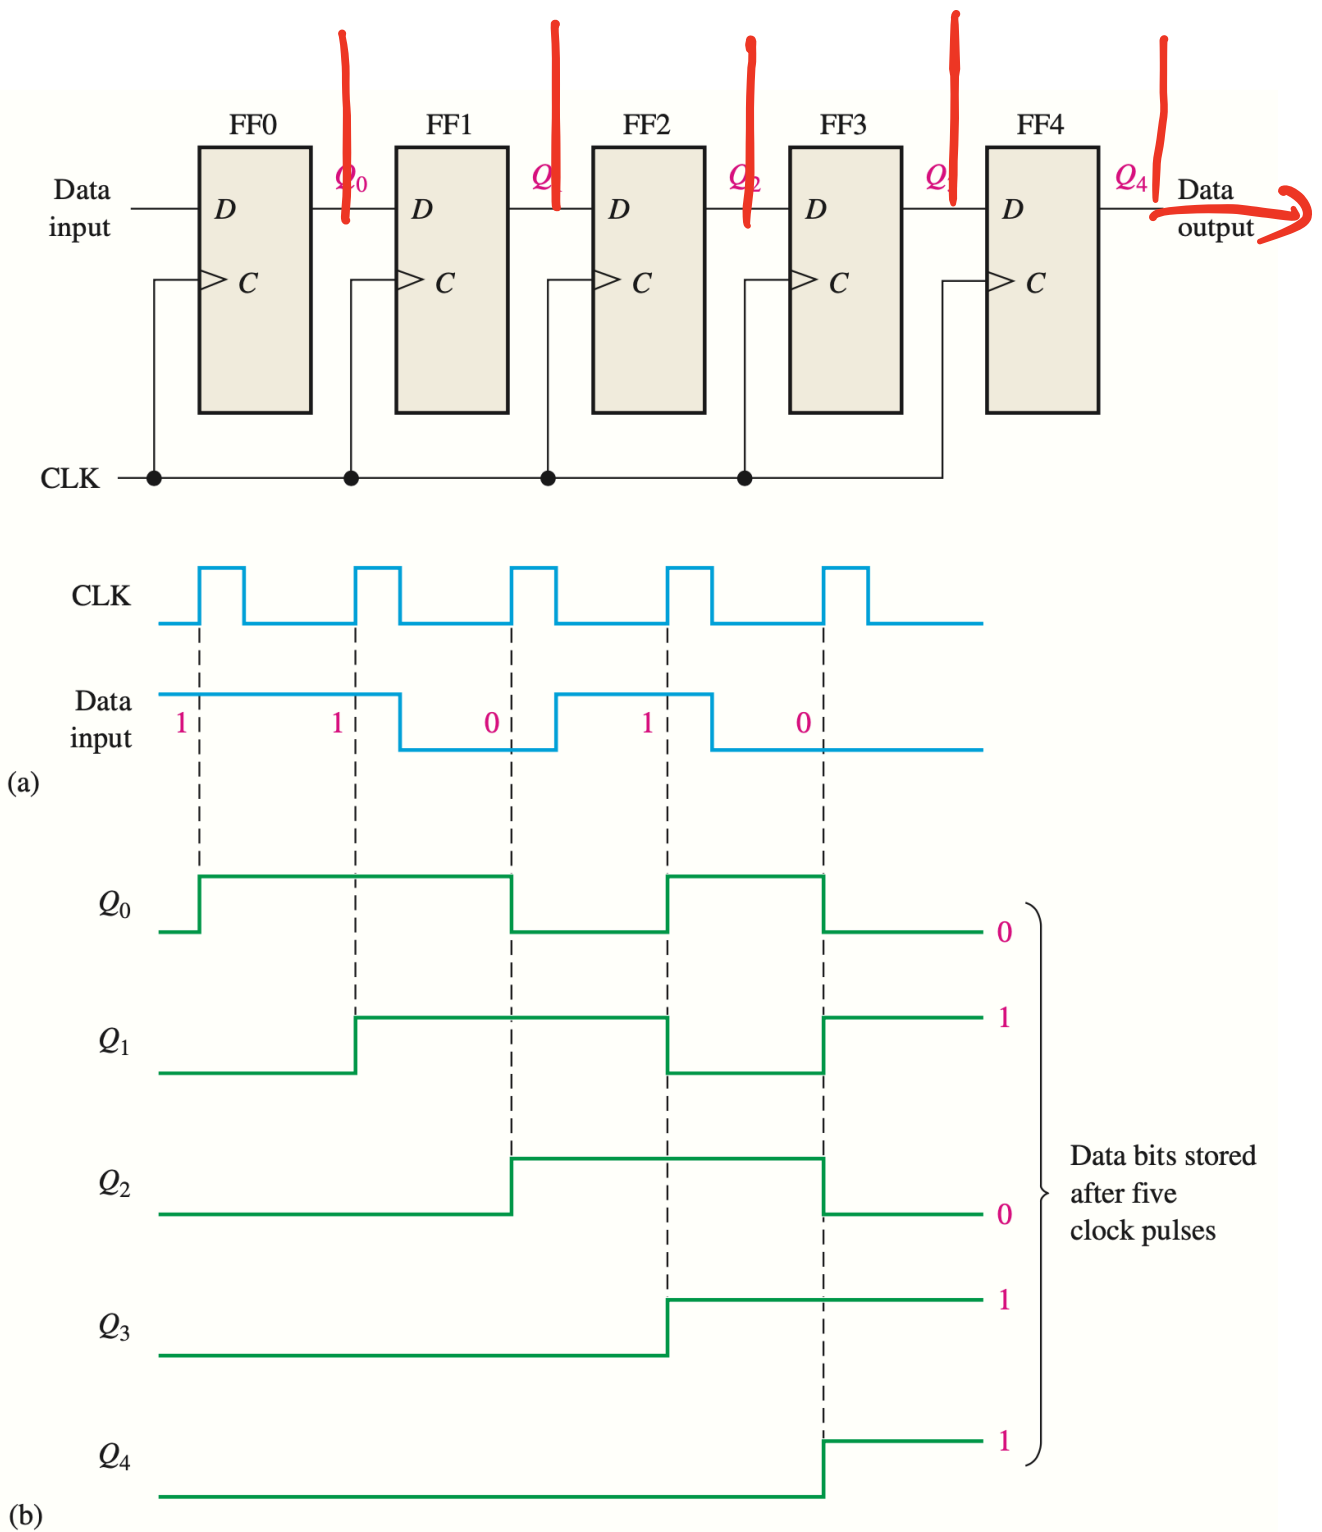 FF0 FF1 FF2 FF3 FF4
Q0 Q Q2 Q Q4
Data
input
D D D D D
Data
output
C C C C C
CLK
CLK
Data
input
1 1 0 1 0
(a)
Q0
0
Q1
1
Data bits stored
after five
clock pulses
Q2
0
Q3
1
Q4
1
(b)